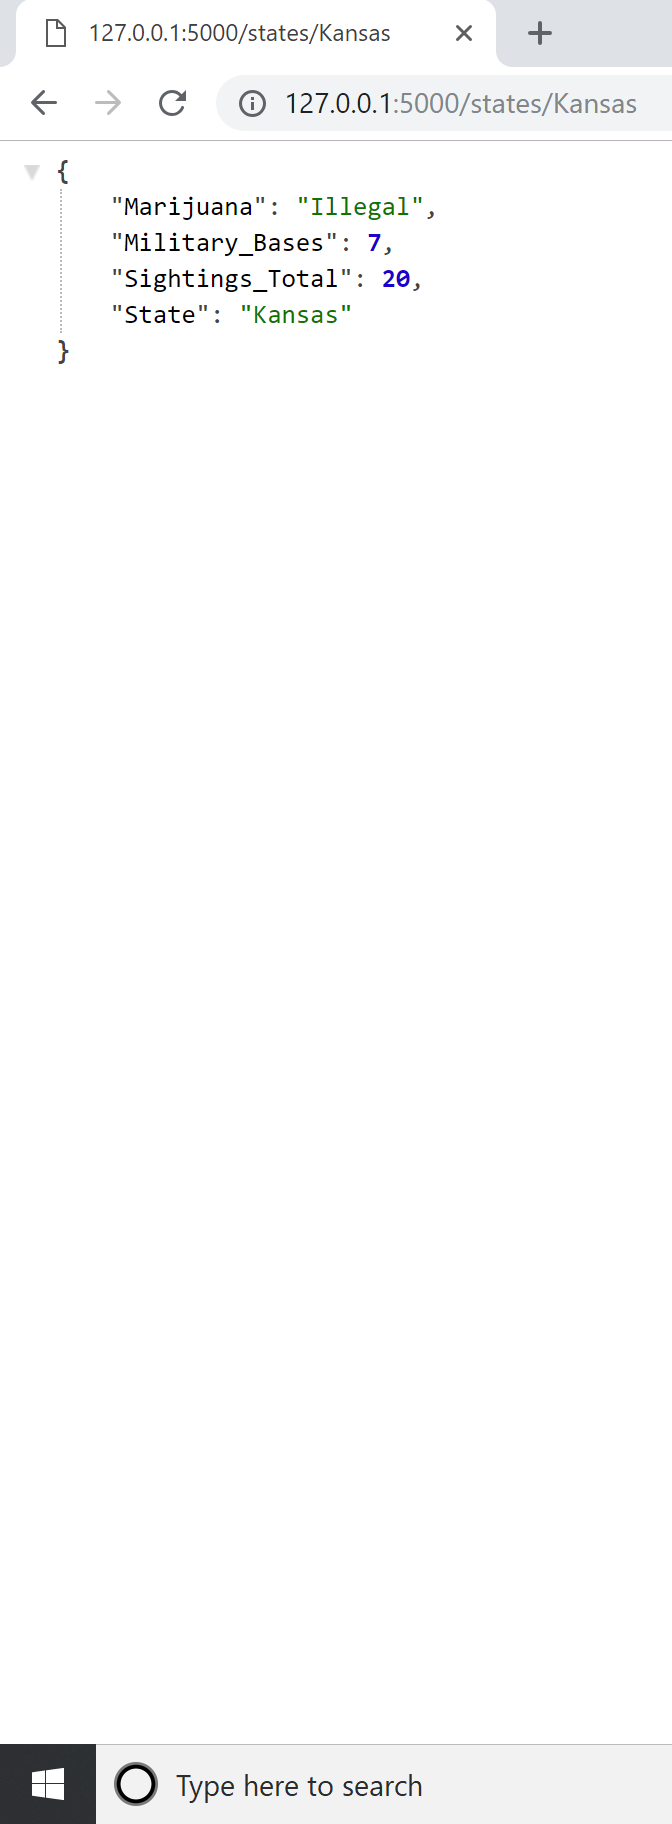 127.0.0.1:5000/states/Kansas
127.0.0.1:5000/states/Kansas
{
"Marijuana": "Illegal",
"Military_Bases": 7,
"Sightings_Total": 20,
"State": "Kansas"
}
Type here to search